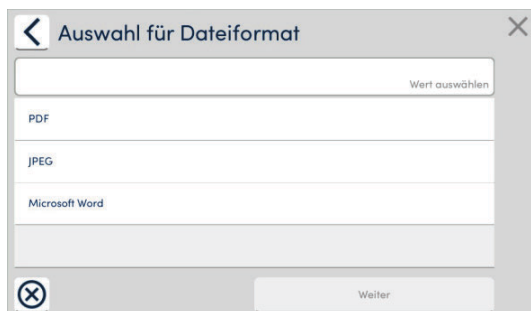 Auswahl für Dateiformat
Wert auswählen
PDF
JPEG
Microsoft Word
Weiter